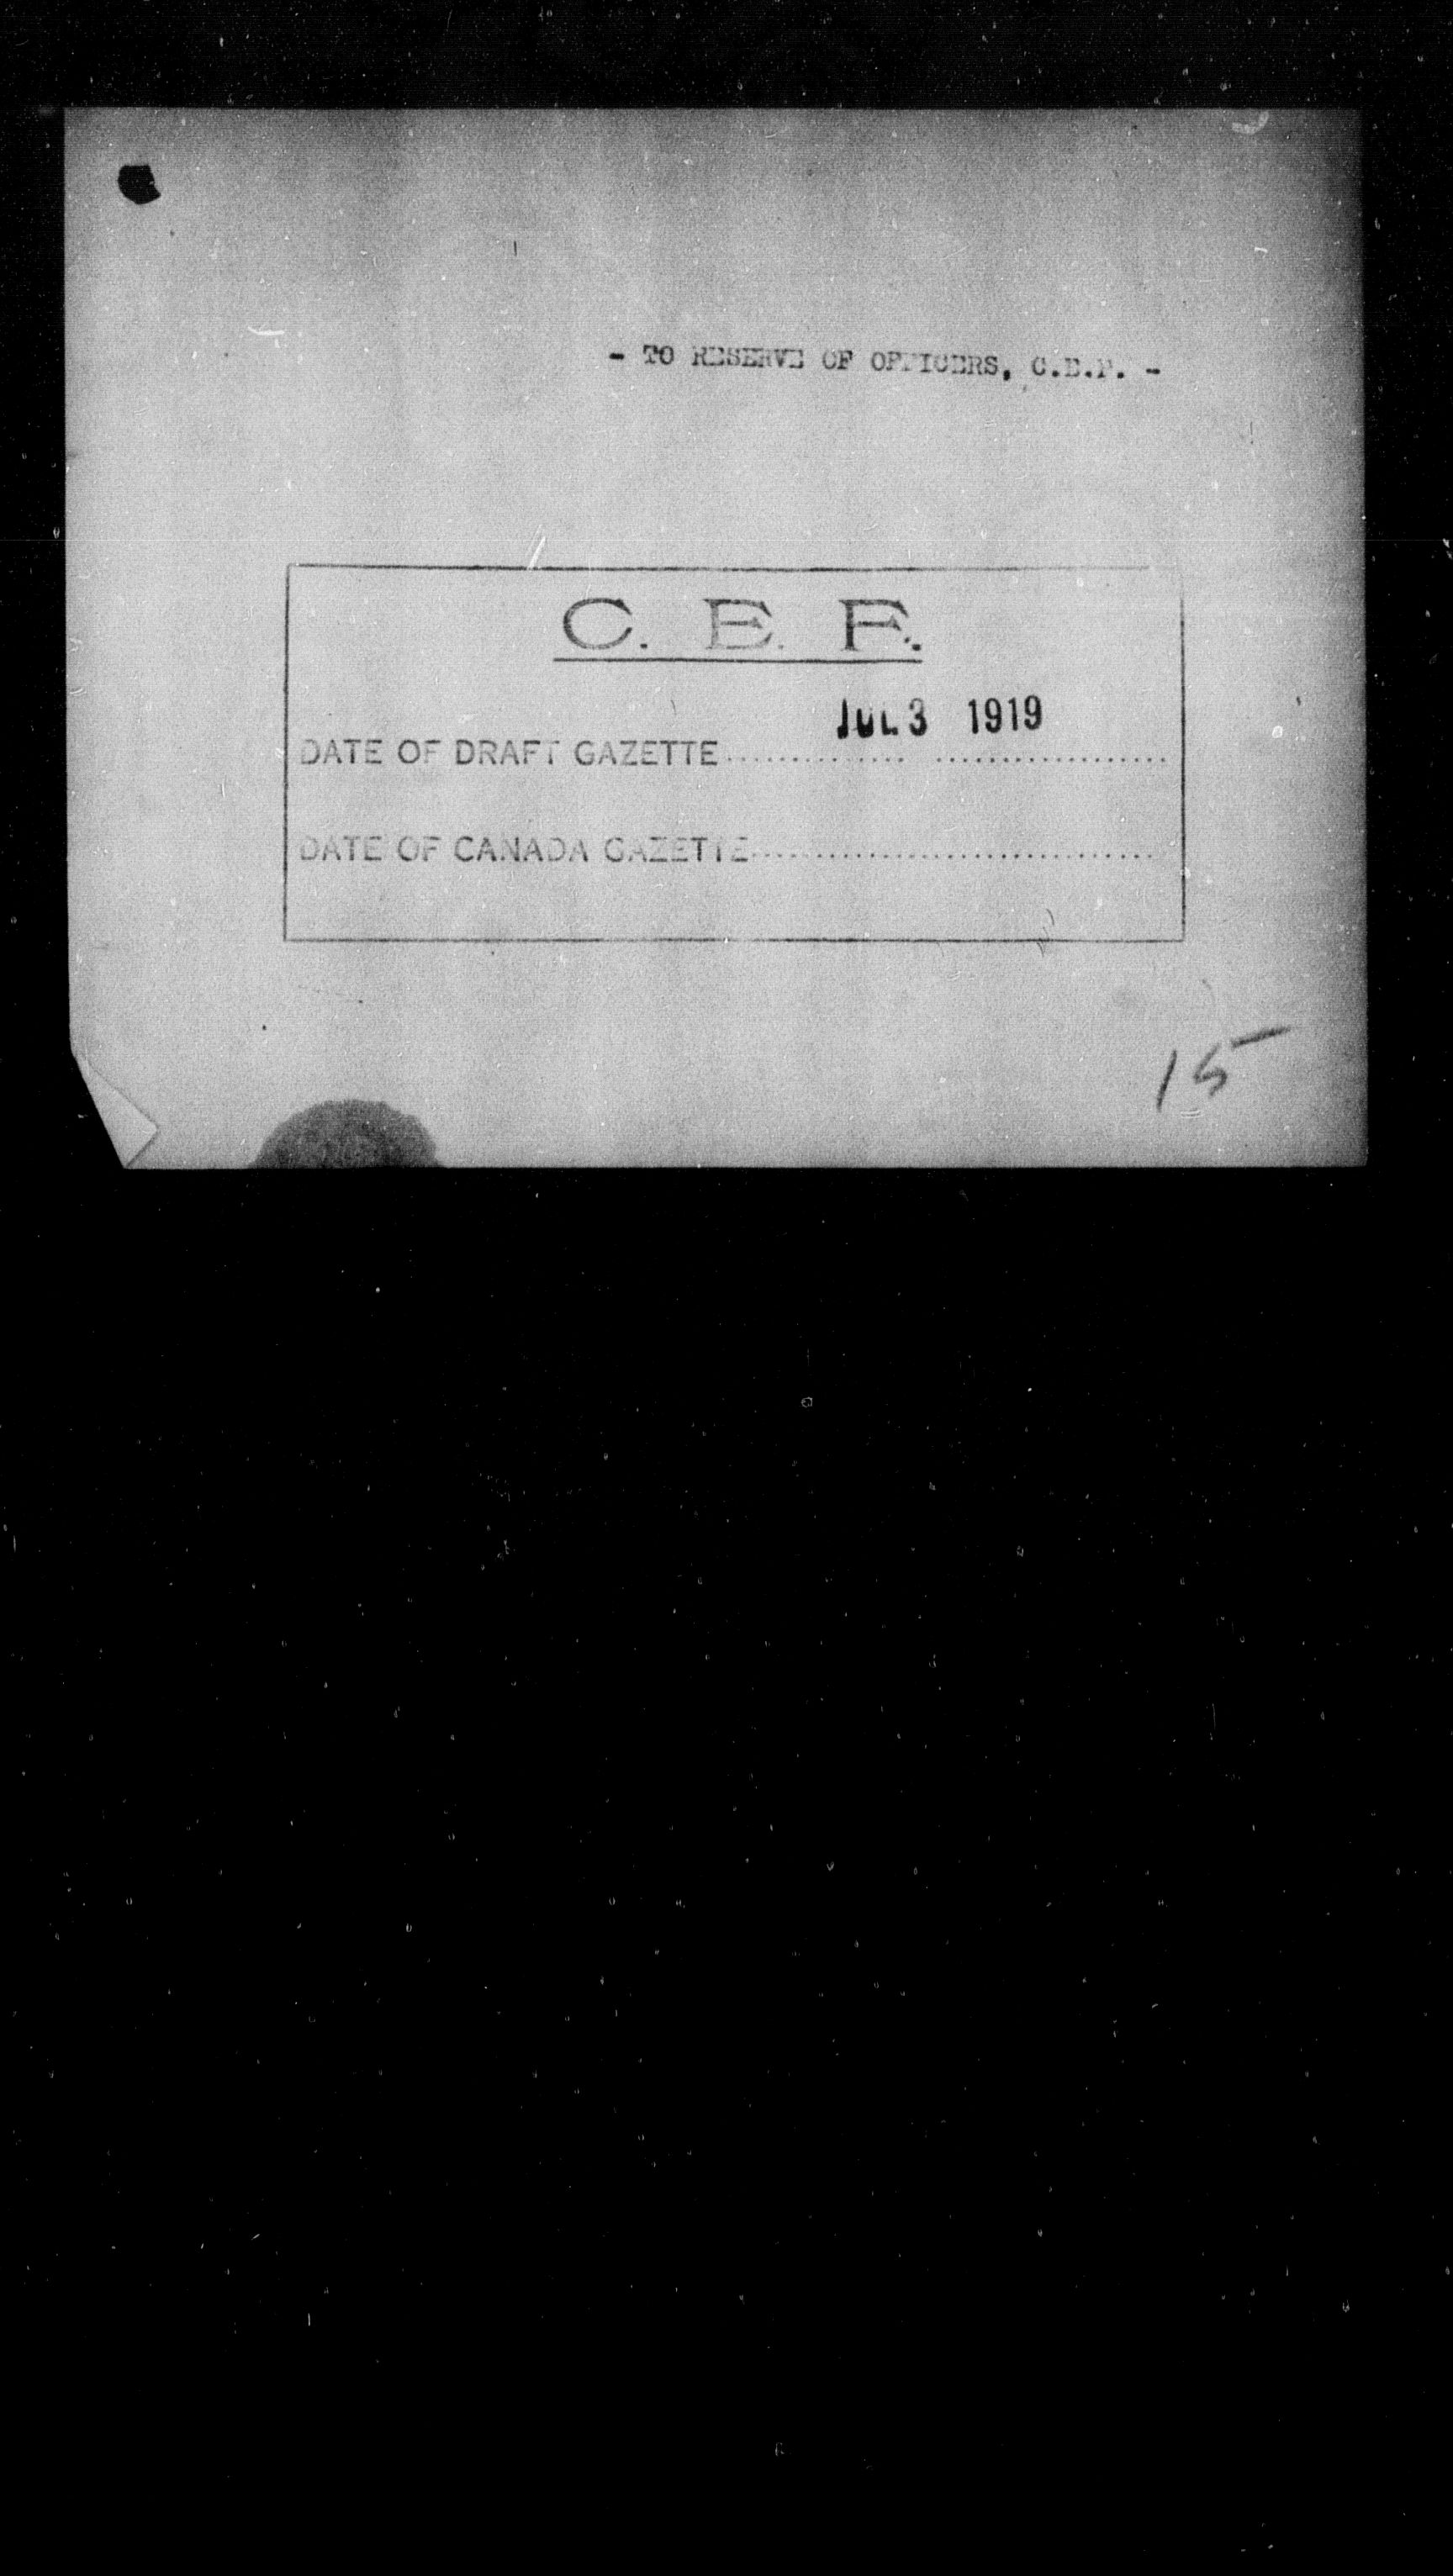 - TO RESERVE OF OFFICERS, C.E.F. -
C. E. F.
JUL 3 1919
DATE OF DRAFT GAZETTE
DATE OF CANADA GAZETTE
15